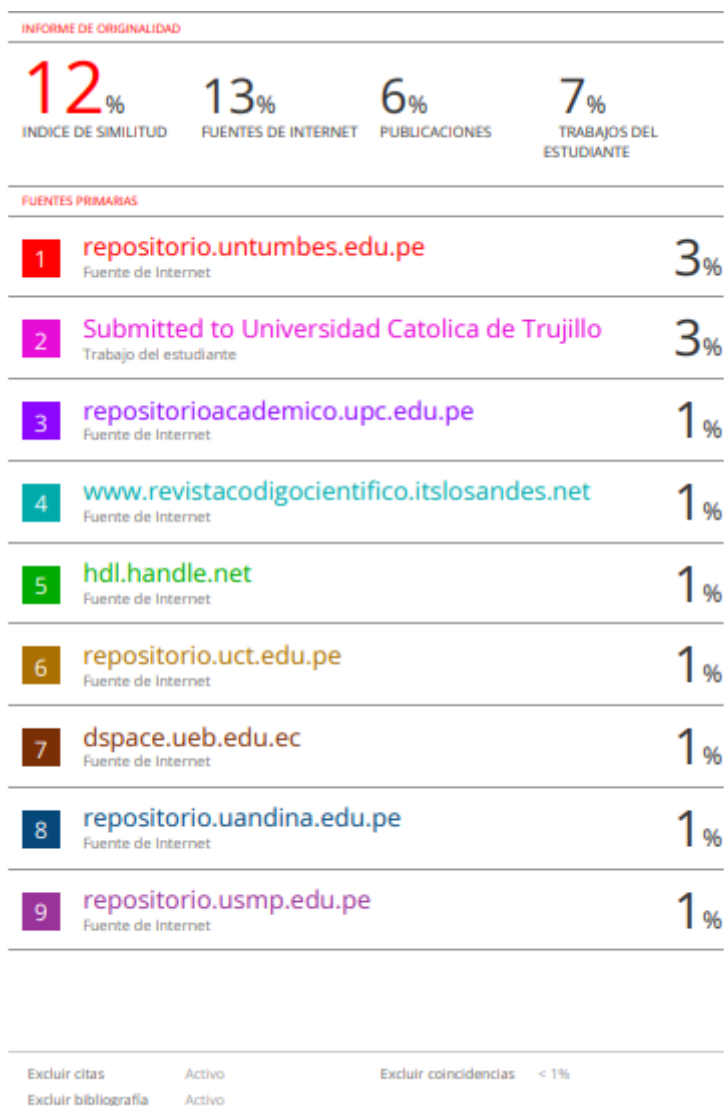 INFORME DE ORIGINALIDAD
12% 13% 6% 7%
INDICE DE SIMILITUD FUENTES DE INTERNET PUBLICACIONES TRABAJOS DEL
ESTUDIANTE
FUENTES PRIMARIAS
1 repositorio.untumbes.edu.pe 3%
Fuente de Internet
2 Submitted to Universidad Catolica de Trujillo 3%
Trabajo del estudiante
3 repositorioacademico.upc.edu.pe 1%
Fuente de Internet
4 www.revistacodigocientifico.itslosandes.net 1%
Fuente de Internet
5 hdl.handle.net 1%
Fuente de Internet
6 repositorio.uct.edu.pe 1%
Fuente de Internet
7 dspace.ueb.edu.ec 1%
Fuente de Internet
8 repositorio.uandina.edu.pe 1%
Fuente de Internet
9 repositorio.usmp.edu.pe 1%
Fuente de Internet
Excluir citas Activo Excluir coincidencias < 1%
Excluir bibliografía Activo